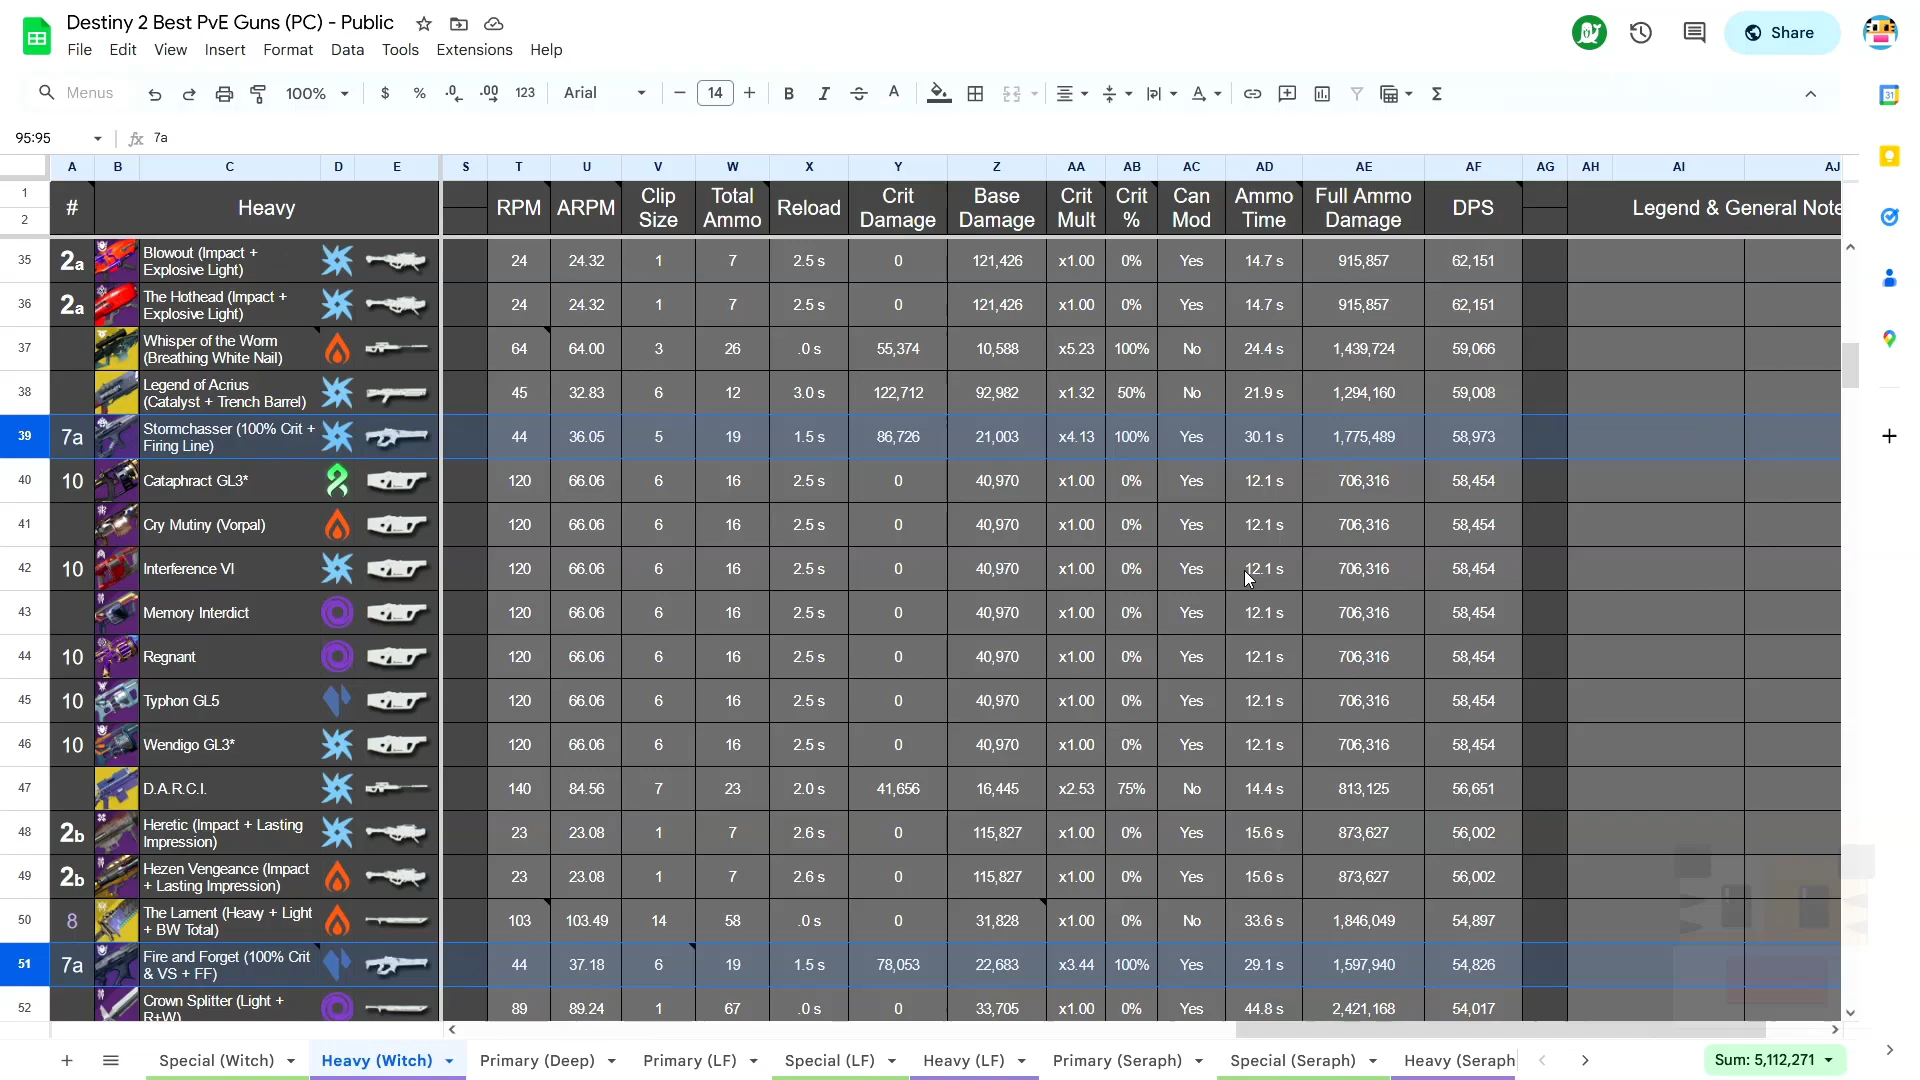 Destiny 2 Best PvE Guns (PC) - Public
Share
File Edit View Insert Format Data Tools Extensions Help
Menus 100% $ % .0 .00 123 Arial 14 B I A
95:95 fx 7a
A B C D E S T U V W X Y Z AA AB AC AD AE AF AG AH AI AJ
1 2 # Heavy RPM ARPM Clip Size Total Ammo Reload Crit Damage Base Damage Crit Mult Crit % Can Mod Ammo Time Full Ammo Damage DPS Legend & General Note
35 2a Blowout (Impact + Explosive Light) 24 24.32 1 7 2.5 s 0 121,426 x1.00 0% Yes 14.7 s 915,857 62,151
36 2a The Hothead (Impact + Explosive Light) 24 24.32 1 7 2.5 s 0 121,426 x1.00 0% Yes 14.7 s 915,857 62,151
37 Whisper of the Worm (Breathing White Nail) 64 64.00 3 26 .0 s 55,374 10,588 x5.23 100% No 24.4 s 1,439,724 59,066
38 Legend of Acrius (Catalyst + Trench Barrel) 45 32.83 6 12 3.0 s 122,712 92,982 x1.32 50% No 21.9 s 1,294,160 59,008
39 7a Stormchasser (100% Crit + Firing Line) 44 36.05 5 19 1.5 s 86,726 21,003 x4.13 100% Yes 30.1 s 1,775,489 58,973
40 10 Cataphract GL3* 120 66.06 6 16 2.5 s 0 40,970 x1.00 0% Yes 12.1 s 706,316 58,454
41 Cry Mutiny (Vorpal) 120 66.06 6 16 2.5 s 0 40,970 x1.00 0% Yes 12.1 s 706,316 58,454
42 10 Interference VI 120 66.06 6 16 2.5 s 0 40,970 x1.00 0% Yes 12.1 s 706,316 58,454
43 Memory Interdict 120 66.06 6 16 2.5 s 0 40,970 x1.00 0% Yes 12.1 s 706,316 58,454
44 10 Regnant 120 66.06 6 16 2.5 s 0 40,970 x1.00 0% Yes 12.1 s 706,316 58,454
45 10 Typhon GL5 120 66.06 6 16 2.5 s 0 40,970 x1.00 0% Yes 12.1 s 706,316 58,454
46 10 Wendigo GL3* 120 66.06 6 16 2.5 s 0 40,970 x1.00 0% Yes 12.1 s 706,316 58,454
47 D.A.R.C.I. 140 84.56 7 23 2.0 s 41,656 16,445 x2.53 75% No 14.4 s 813,125 56,651
48 2b Heretic (Impact + Lasting Impression) 23 23.08 1 7 2.6 s 0 115,827 x1.00 0% Yes 15.6 s 873,627 56,002
49 2b Hezen Vengeance (Impact + Lasting Impression) 23 23.08 1 7 2.6 s 0 115,827 x1.00 0% Yes 15.6 s 873,627 56,002
50 8 The Lament (Heavy + Light + BW Total) 103 103.49 14 58 .0 s 0 31,828 x1.00 0% No 33.6 s 1,846,049 54,897
51 7a Fire and Forget (100% Crit & VS + FF) 44 37.18 6 19 1.5 s 78,053 22,683 x3.44 100% Yes 29.1 s 1,597,940 54,826
52 Crown Splitter (Light + R+W) 89 89.24 1 67 .0 s 0 33,705 x1.00 0% Yes 44.8 s 2,421,168 54,017
Special (Witch) Heavy (Witch) Primary (Deep) Primary (LF) Special (LF) Heavy (LF) Primary (Seraph) Special (Seraph) Heavy (Seraph Sum: 5,112,271